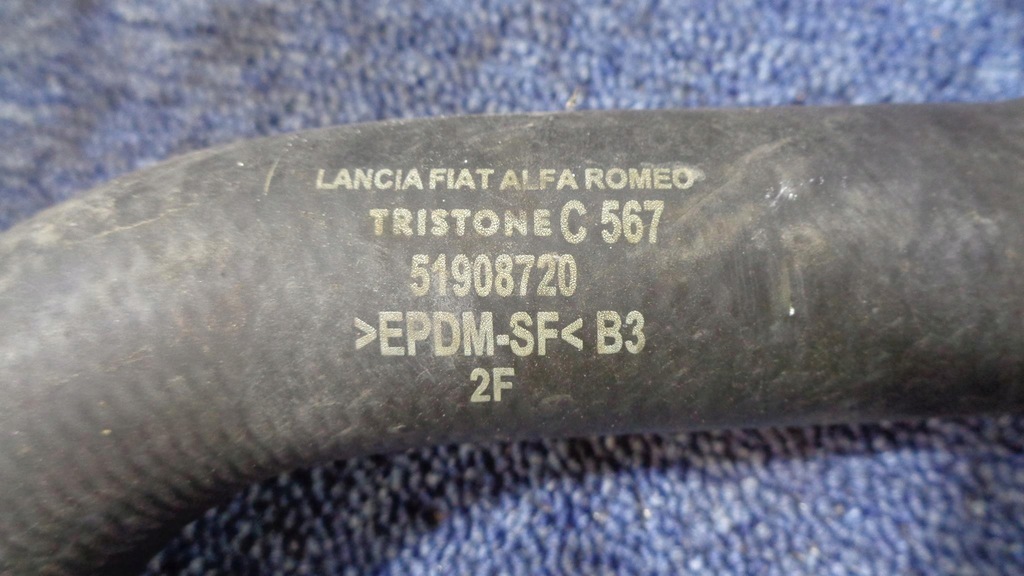 LANCIA FIAT ALFA ROMEO
TRISTONE C 567
51908720
>EPDM-SF< B3
2F